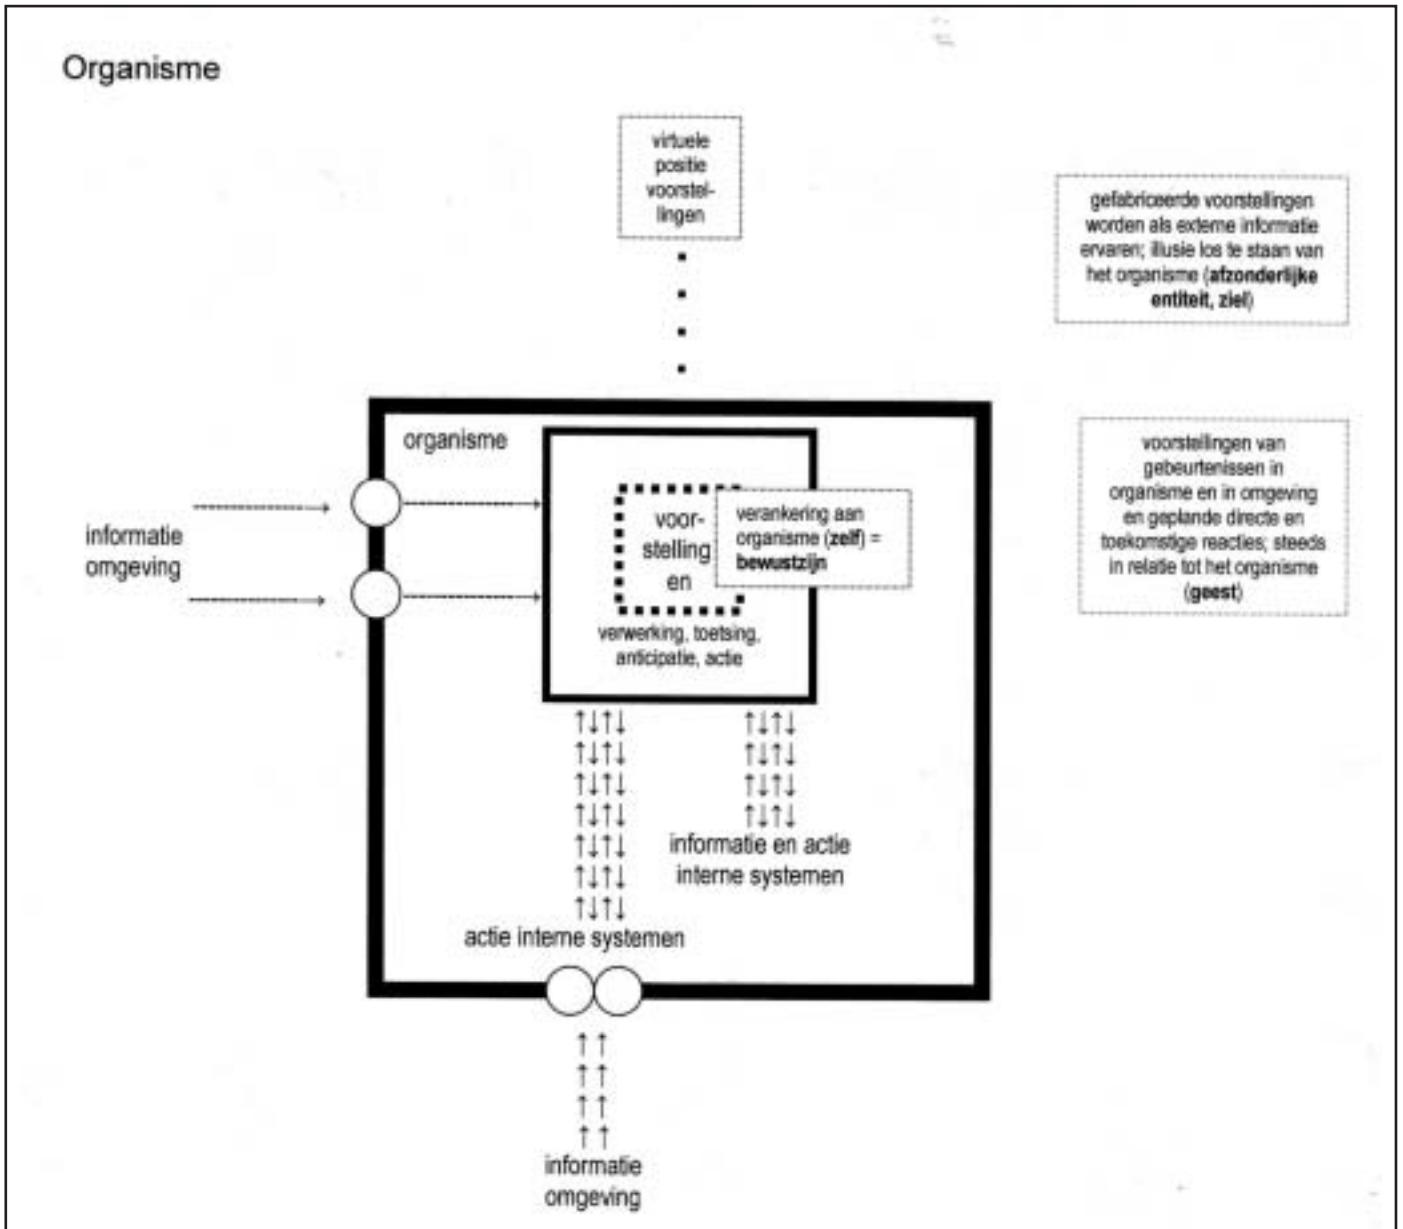 Organisme
virtuele
positie
voorstel-
lingen
gefabriceerde voorstellingen
worden als externe informatie
ervaren; illusie los te staan van
het organisme (afzonderlijke
entiteit, ziel)
organisme
informatie
omgeving
voor-
stelling
en
verankering aan
organisme (zelf) =
bewustzijn
verwerking, toetsing,
anticipatie, actie
voorstellingen van
gebeurtenissen in
organisme en in omgeving
en geplande directe en
toekomstige reacties; steeds
in relatie tot het organisme
(geest)
informatie en actie
interne systemen
actie interne systemen
informatie
omgeving